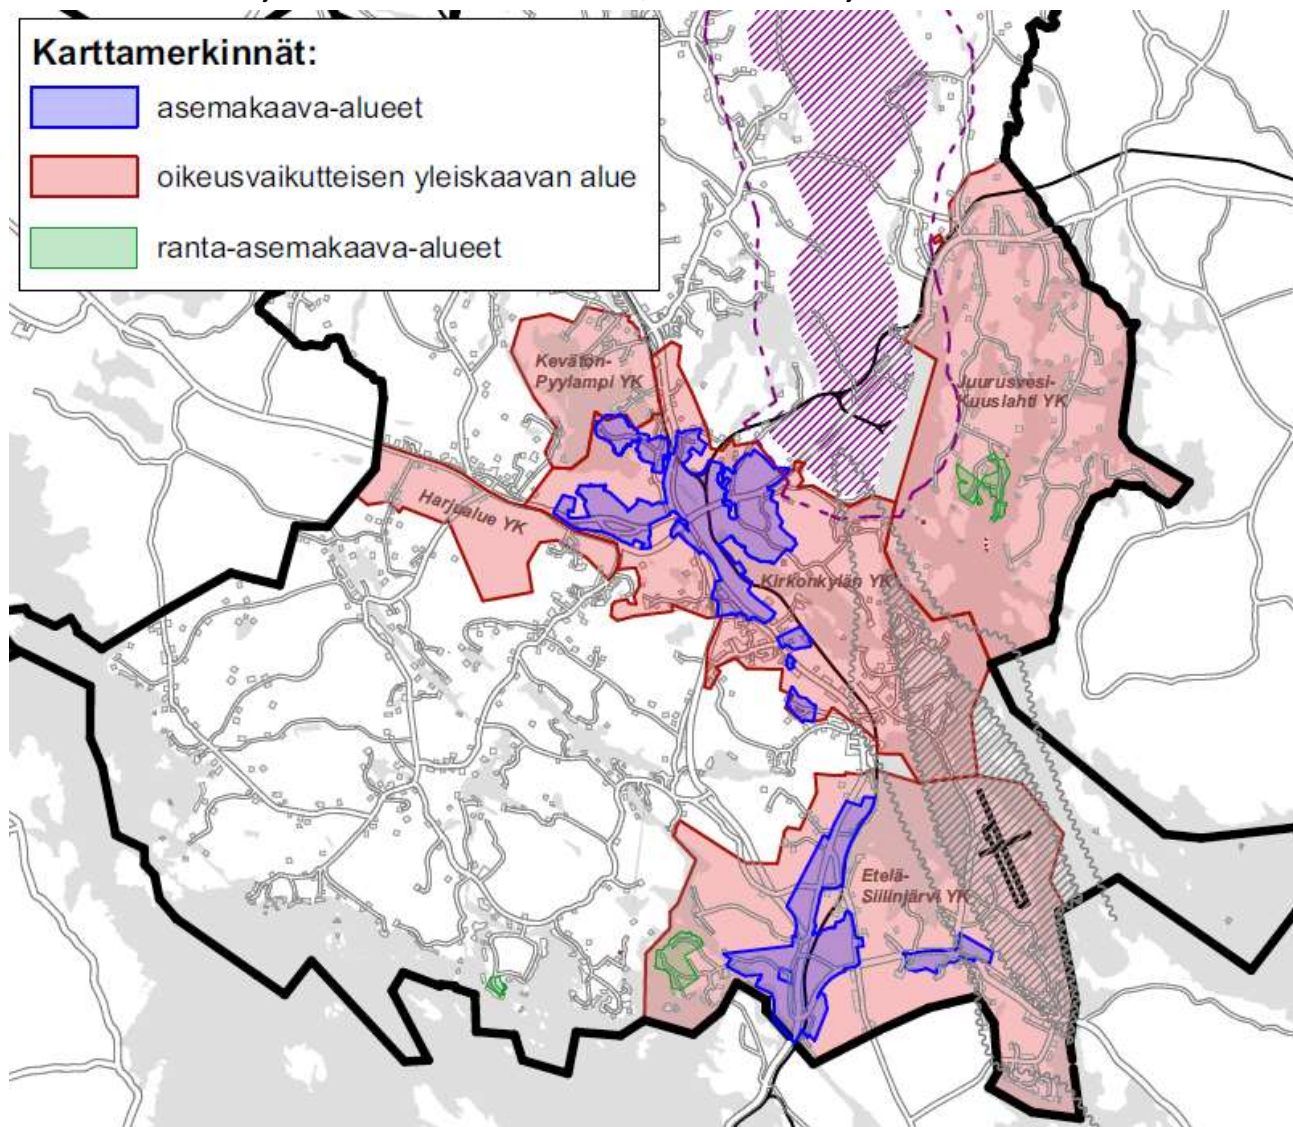 Karttamerkinnät:
asemakaava-alueet
oikeusvaikutteisen yleiskaavan alue
ranta-asemakaava-alueet
Kevätön-
Pyylampi YK
Juurusvesi-
Kuuslahti YK
Harjualue YK
Kirkonkylän YK
Etelä-
Siilinjärvi YK